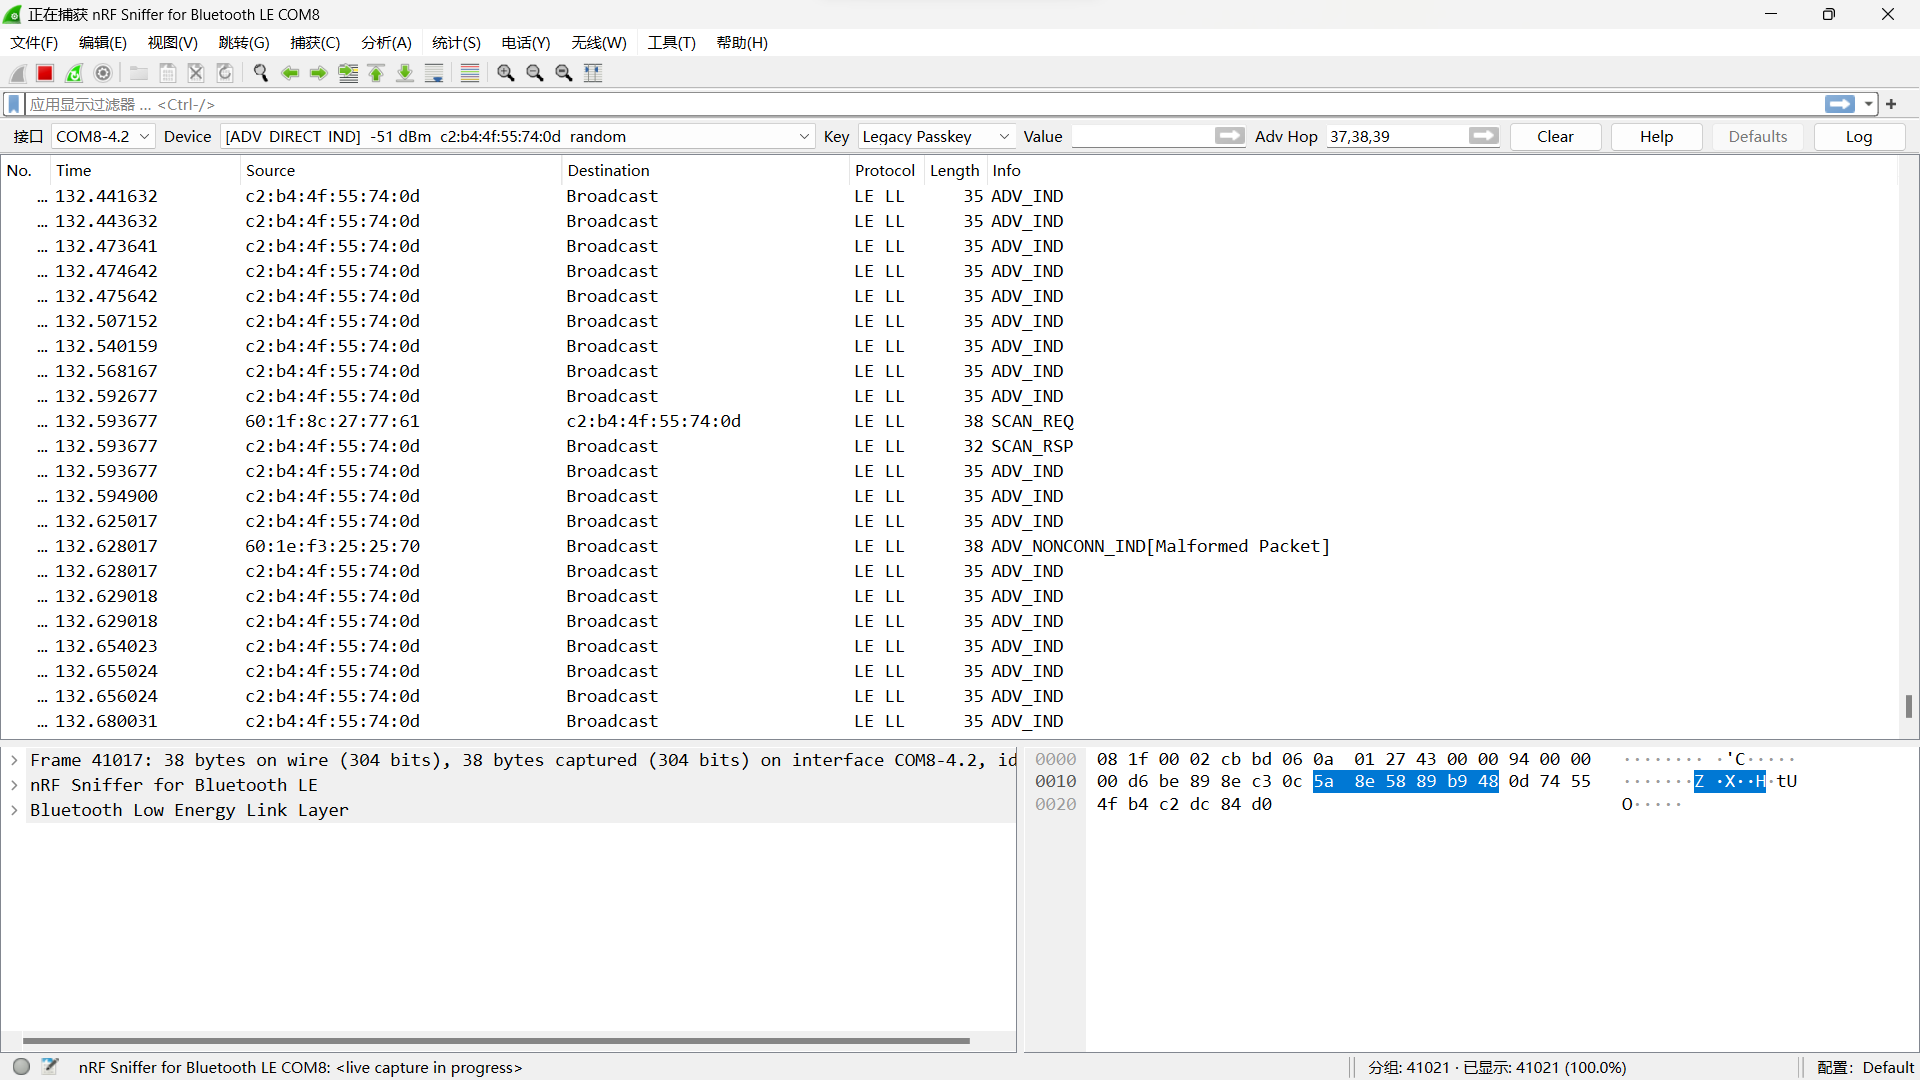 正在捕获 nRF Sniffer for Bluetooth LE COM8
文件(F) 编辑(E) 视图(V) 跳转(G) 捕获(C) 分析(A) 统计(S) 电话(Y) 无线(W) 工具(T) 帮助(H)
应用显示过滤器 … <Ctrl-/>
接口 COM8-4.2 Device [ADV DIRECT IND] -51 dBm c2:b4:4f:55:74:0d random Key Legacy Passkey Value Adv Hop 37,38,39 Clear Help Defaults Log
No. Time Source Destination Protocol Length Info
… 132.441632 c2:b4:4f:55:74:0d Broadcast LE LL 35 ADV_IND
… 132.443632 c2:b4:4f:55:74:0d Broadcast LE LL 35 ADV_IND
… 132.473641 c2:b4:4f:55:74:0d Broadcast LE LL 35 ADV_IND
… 132.474642 c2:b4:4f:55:74:0d Broadcast LE LL 35 ADV_IND
… 132.475642 c2:b4:4f:55:74:0d Broadcast LE LL 35 ADV_IND
… 132.507152 c2:b4:4f:55:74:0d Broadcast LE LL 35 ADV_IND
… 132.540159 c2:b4:4f:55:74:0d Broadcast LE LL 35 ADV_IND
… 132.568167 c2:b4:4f:55:74:0d Broadcast LE LL 35 ADV_IND
… 132.592677 c2:b4:4f:55:74:0d Broadcast LE LL 35 ADV_IND
… 132.593677 60:1f:8c:27:77:61 c2:b4:4f:55:74:0d LE LL 38 SCAN_REQ
… 132.593677 c2:b4:4f:55:74:0d Broadcast LE LL 32 SCAN_RSP
… 132.593677 c2:b4:4f:55:74:0d Broadcast LE LL 35 ADV_IND
… 132.594900 c2:b4:4f:55:74:0d Broadcast LE LL 35 ADV_IND
… 132.625017 c2:b4:4f:55:74:0d Broadcast LE LL 35 ADV_IND
… 132.628017 60:1e:f3:25:25:70 Broadcast LE LL 38 ADV_NONCONN_IND[Malformed Packet]
… 132.628017 c2:b4:4f:55:74:0d Broadcast LE LL 35 ADV_IND
… 132.629018 c2:b4:4f:55:74:0d Broadcast LE LL 35 ADV_IND
… 132.629018 c2:b4:4f:55:74:0d Broadcast LE LL 35 ADV_IND
… 132.654023 c2:b4:4f:55:74:0d Broadcast LE LL 35 ADV_IND
… 132.655024 c2:b4:4f:55:74:0d Broadcast LE LL 35 ADV_IND
… 132.656024 c2:b4:4f:55:74:0d Broadcast LE LL 35 ADV_IND
… 132.680031 c2:b4:4f:55:74:0d Broadcast LE LL 35 ADV_IND
Frame 41017: 38 bytes on wire (304 bits), 38 bytes captured (304 bits) on interface COM8-4.2, id
nRF Sniffer for Bluetooth LE
Bluetooth Low Energy Link Layer
0000 08 1f 00 02 cb bd 06 0a 01 27 43 00 00 94 00 00 ········ ·'C·····
0010 00 d6 be 89 8e c3 0c 5a 8e 58 89 b9 48 0d 74 55 ·······Z ·X··H·tU
0020 4f b4 c2 dc 84 d0 O·····
nRF Sniffer for Bluetooth LE COM8: <live capture in progress>
分组: 41021 · 已显示: 41021 (100.0%)
配置: Default